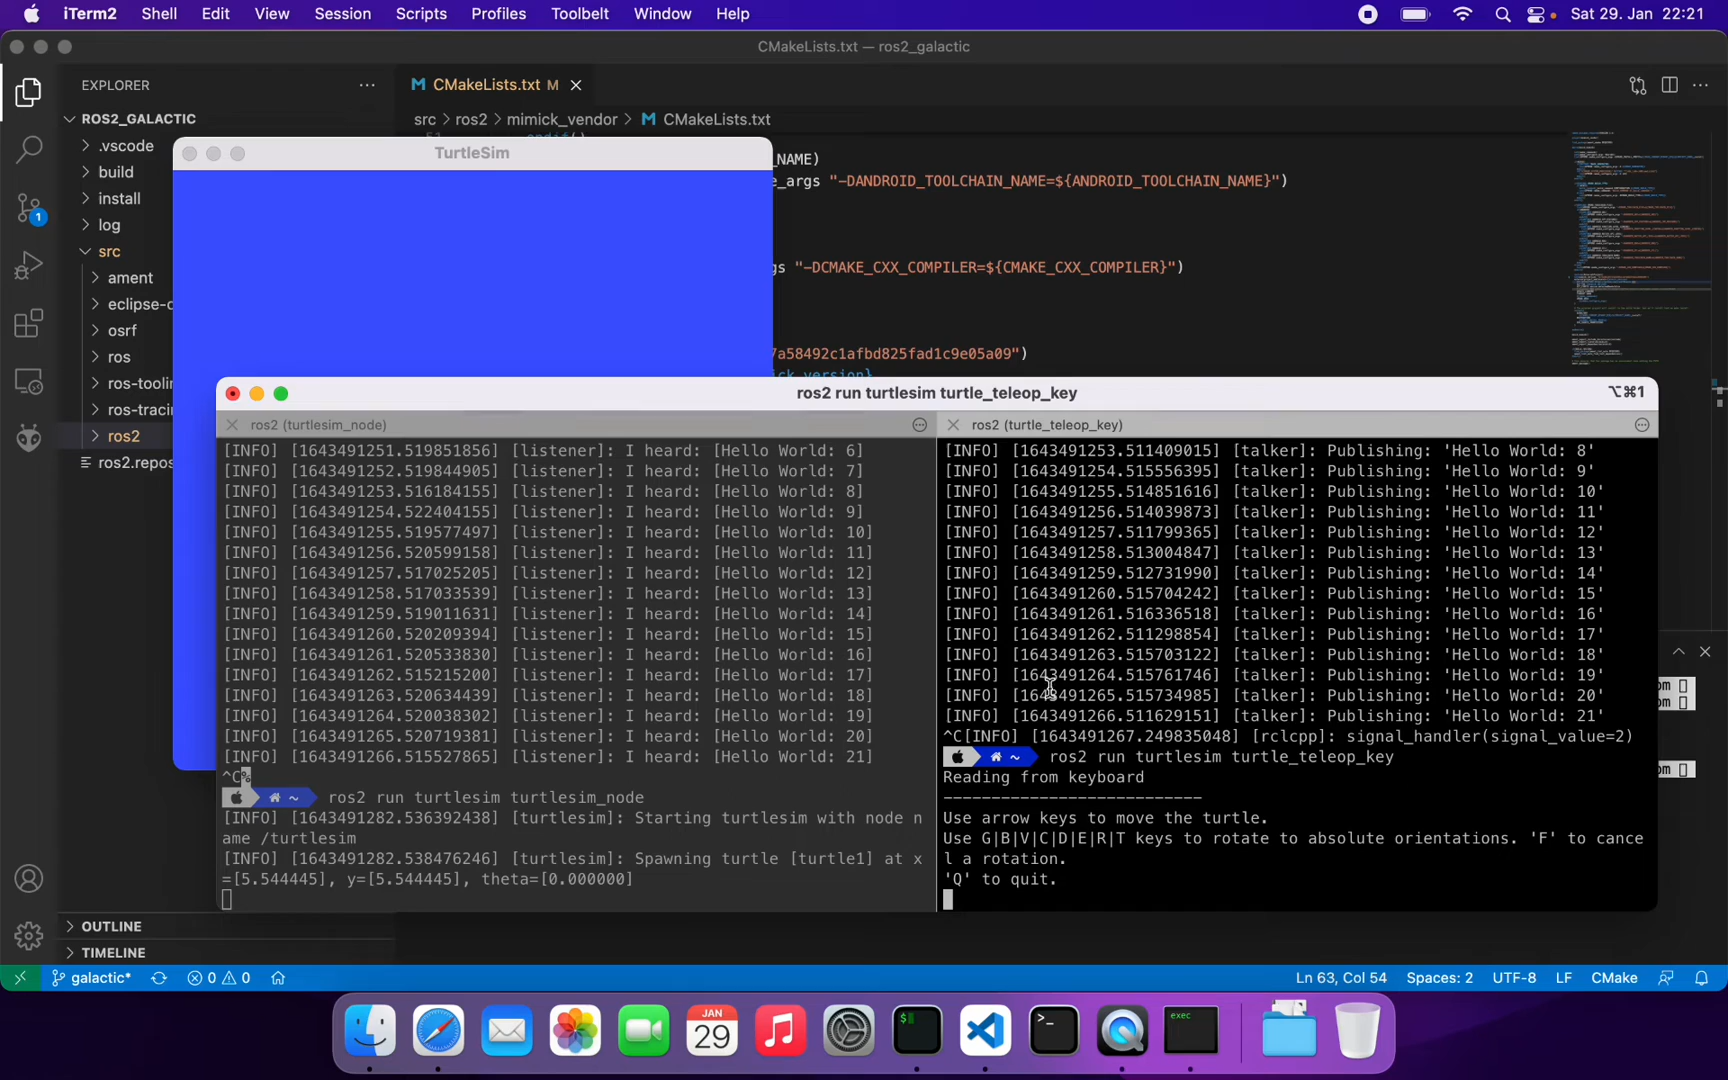 iTerm2 Shell Edit View Session Scripts Profiles Toolbelt Window Help Sat 29. Jan 22:21
CMakeLists.txt — ros2_galactic
EXPLORER
M CMakeLists.txt M
ROS2_GALACTIC
src > ros2 > mimick_vendor > M CMakeLists.txt
.vscode
build
install
log
src
ament
eclipse-c
osrf
ros
ros-toolin
ros-tracin
ros2
ros2.repos
1
TurtleSim
_NAME)
e_args "-DANDROID_TOOLCHAIN_NAME=${ANDROID_TOOLCHAIN_NAME}")
gs "-DCMAKE_CXX_COMPILER=${CMAKE_CXX_COMPILER}")
7a58492c1afbd825fad1c9e05a09")
ros2 run turtlesim turtle_teleop_key ⌥⌘1
ros2 (turtlesim_node)
[INFO] [1643491251.519851856] [listener]: I heard: [Hello World: 6]
[INFO] [1643491252.519844905] [listener]: I heard: [Hello World: 7]
[INFO] [1643491253.516184155] [listener]: I heard: [Hello World: 8]
[INFO] [1643491254.522404155] [listener]: I heard: [Hello World: 9]
[INFO] [1643491255.519577497] [listener]: I heard: [Hello World: 10]
[INFO] [1643491256.520599158] [listener]: I heard: [Hello World: 11]
[INFO] [1643491257.517025205] [listener]: I heard: [Hello World: 12]
[INFO] [1643491258.517033539] [listener]: I heard: [Hello World: 13]
[INFO] [1643491259.519011631] [listener]: I heard: [Hello World: 14]
[INFO] [1643491260.520209394] [listener]: I heard: [Hello World: 15]
[INFO] [1643491261.520533830] [listener]: I heard: [Hello World: 16]
[INFO] [1643491262.515215200] [listener]: I heard: [Hello World: 17]
[INFO] [1643491263.520634439] [listener]: I heard: [Hello World: 18]
[INFO] [1643491264.520038302] [listener]: I heard: [Hello World: 19]
[INFO] [1643491265.520719381] [listener]: I heard: [Hello World: 20]
[INFO] [1643491266.515527865] [listener]: I heard: [Hello World: 21]
^C%
~ ros2 run turtlesim turtlesim_node
[INFO] [1643491282.536392438] [turtlesim]: Starting turtlesim with node n
ame /turtlesim
[INFO] [1643491282.538476246] [turtlesim]: Spawning turtle [turtle1] at x
=[5.544445], y=[5.544445], theta=[0.000000]
ros2 (turtle_teleop_key)
[INFO] [1643491253.511409015] [talker]: Publishing: 'Hello World: 8'
[INFO] [1643491254.515556395] [talker]: Publishing: 'Hello World: 9'
[INFO] [1643491255.514851616] [talker]: Publishing: 'Hello World: 10'
[INFO] [1643491256.514039873] [talker]: Publishing: 'Hello World: 11'
[INFO] [1643491257.511799365] [talker]: Publishing: 'Hello World: 12'
[INFO] [1643491258.513004847] [talker]: Publishing: 'Hello World: 13'
[INFO] [1643491259.512731990] [talker]: Publishing: 'Hello World: 14'
[INFO] [1643491260.515704242] [talker]: Publishing: 'Hello World: 15'
[INFO] [1643491261.516336518] [talker]: Publishing: 'Hello World: 16'
[INFO] [1643491262.511298854] [talker]: Publishing: 'Hello World: 17'
[INFO] [1643491263.515703122] [talker]: Publishing: 'Hello World: 18'
[INFO] [1643491264.515761746] [talker]: Publishing: 'Hello World: 19'
[INFO] [1643491265.515734985] [talker]: Publishing: 'Hello World: 20'
[INFO] [1643491266.511629151] [talker]: Publishing: 'Hello World: 21'
^C[INFO] [1643491267.249835048] [rclcpp]: signal_handler(signal_value=2)
~ ros2 run turtlesim turtle_teleop_key
Reading from keyboard
---------------------------
Use arrow keys to move the turtle.
Use G|B|V|C|D|E|R|T keys to rotate to absolute orientations. 'F' to cance
l a rotation.
'Q' to quit.
OUTLINE
TIMELINE
galactic* 0 0 Ln 63, Col 54 Spaces: 2 UTF-8 LF CMake
JAN
29
$
>_
exec